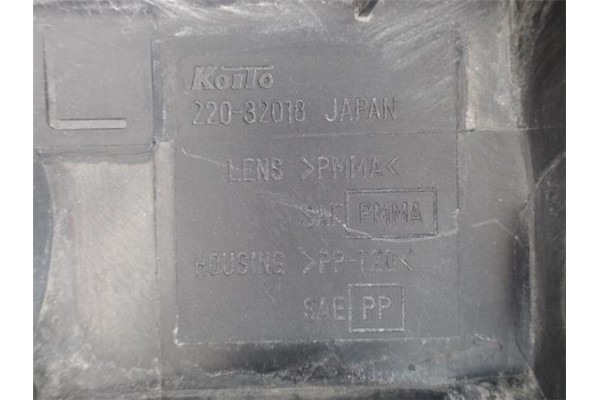 KOITO
220-32018 JAPAN
LENS >PMMA<
SAE PMMA
HOUSING >PP-T20<
SAE PP
L